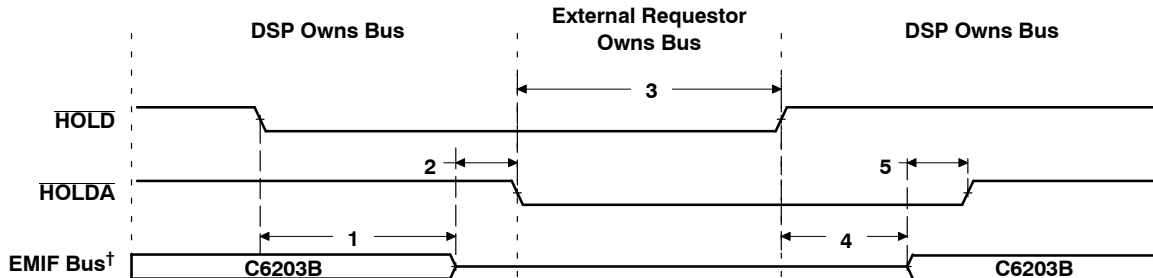 DSP Owns Bus
External Requestor
Owns Bus
DSP Owns Bus
3
HOLD
2
5
HOLDA
1
4
EMIF Bus†
C6203B
C6203B